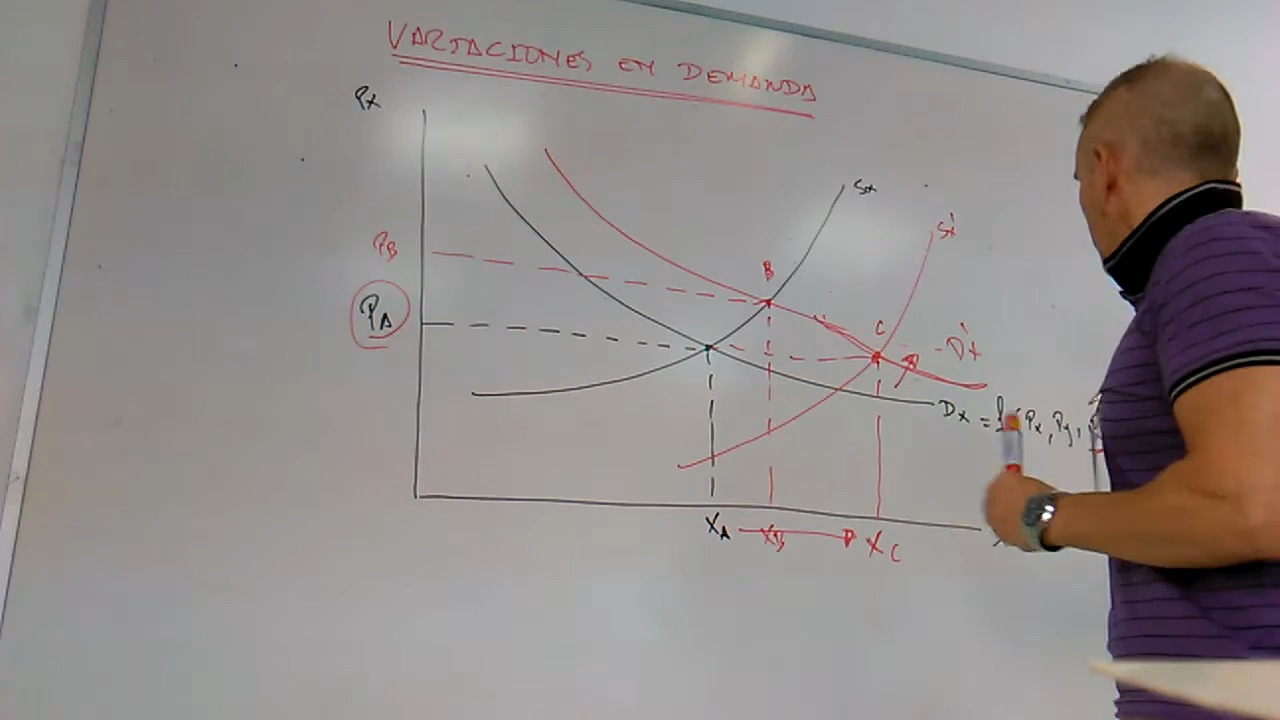 VARIACIONES EN DEMANDA
Px
Sx
S'x
PB
B
PA
C
D'x
Dx = f (Px, Py,
XA
XB
XC